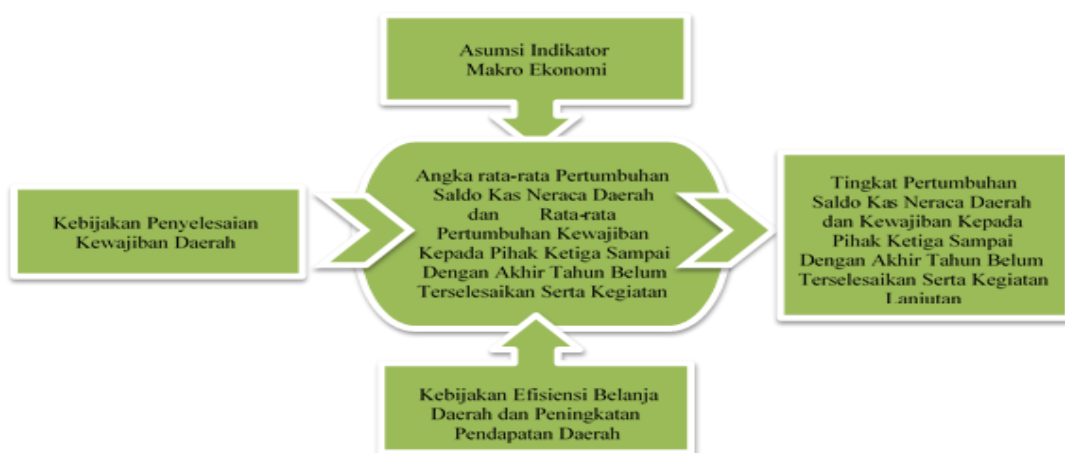 Asumsi Indikator
Makro Ekonomi
Kebijakan Penyelesaian
Kewajiban Daerah
Angka rata-rata Pertumbuhan
Saldo Kas Neraca Daerah
dan Rata-rata
Pertumbuhan Kewajiban
Kepada Pihak Ketiga Sampai
Dengan Akhir Tahun Belum
Terselesaikan Serta Kegiatan
Tingkat Pertumbuhan
Saldo Kas Neraca Daerah
dan Kewajiban Kepada
Pihak Ketiga Sampai
Dengan Akhir Tahun Belum
Terselesaikan Serta Kegiatan
Lanjutan
Kebijakan Efisiensi Belanja
Daerah dan Peningkatan
Pendapatan Daerah